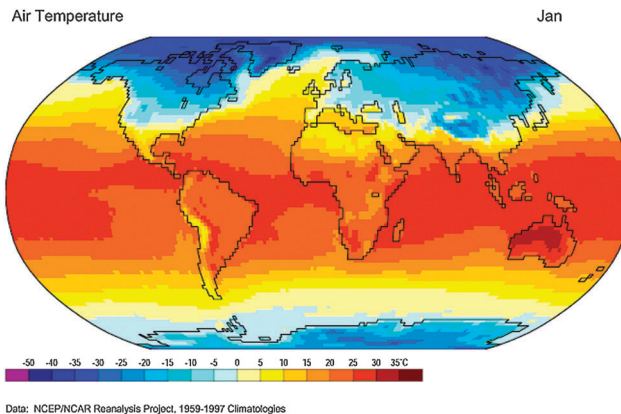 Air Temperature
Jan
-50 -40 -35 -30 -25 -20 -15 -10 -5 0 5 10 15 20 25 30 35°C
Data: NCEP/NCAR Reanalysis Project, 1959-1997 Climatologies